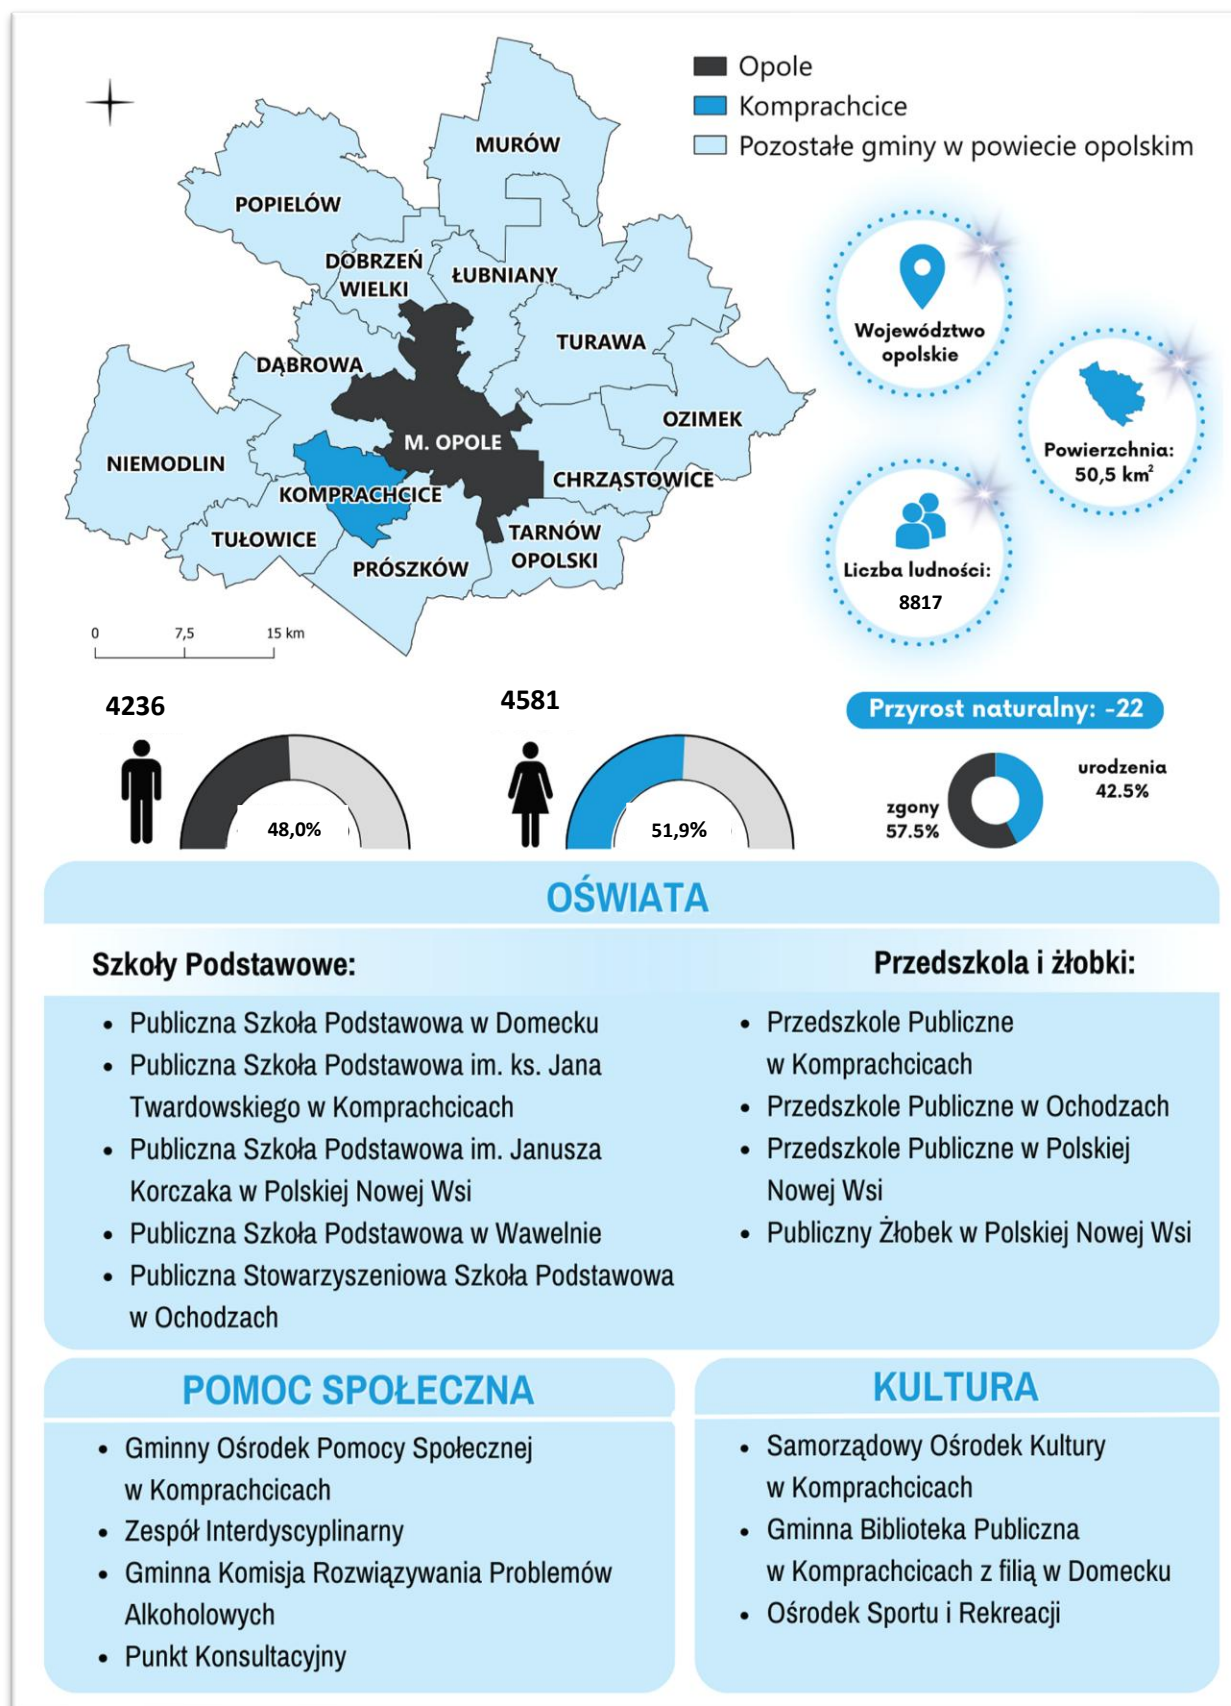 Opole
Komprachcice
Pozostałe gminy w powiecie opolskim
MURÓW
POPIELÓW
DOBRZEŃ
WIELKI
ŁUBNIANY
TURAWA
DĄBROWA
OZIMEK
M. OPOLE
NIEMODLIN
CHRZĄSTOWICE
KOMPRACHCICE
TUŁOWICE
TARNÓW
OPOLSKI
PRÓSZKÓW
0 7,5 15 km
Województwo
opolskie
Powierzchnia:
50,5 km²
Liczba ludności:
8817
4236
48,0%
4581
51,9%
Przyrost naturalny: -22
urodzenia
42.5%
zgony
57.5%
OŚWIATA
Szkoły Podstawowe:
• Publiczna Szkoła Podstawowa w Domecku
• Publiczna Szkoła Podstawowa im. ks. Jana
Twardowskiego w Komprachcicach
• Publiczna Szkoła Podstawowa im. Janusza
Korczaka w Polskiej Nowej Wsi
• Publiczna Szkoła Podstawowa w Wawelnie
• Publiczna Stowarzyszeniowa Szkoła Podstawowa
w Ochodzach
Przedszkola i żłobki:
• Przedszkole Publiczne
w Komprachcicach
• Przedszkole Publiczne w Ochodzach
• Przedszkole Publiczne w Polskiej
Nowej Wsi
• Publiczny Żłobek w Polskiej Nowej Wsi
POMOC SPOŁECZNA
• Gminny Ośrodek Pomocy Społecznej
w Komprachcicach
• Zespół Interdyscyplinarny
• Gminna Komisja Rozwiązywania Problemów
Alkoholowych
• Punkt Konsultacyjny
KULTURA
• Samorządowy Ośrodek Kultury
w Komprachcicach
• Gminna Biblioteka Publiczna
w Komprachcicach z filią w Domecku
• Ośrodek Sportu i Rekreacji